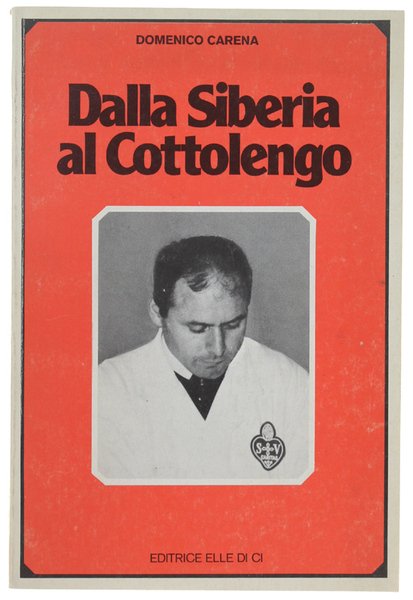 DOMENICO CARENA
Dalla Siberia
al Cottolengo
S V
EDITRICE ELLE DI CI